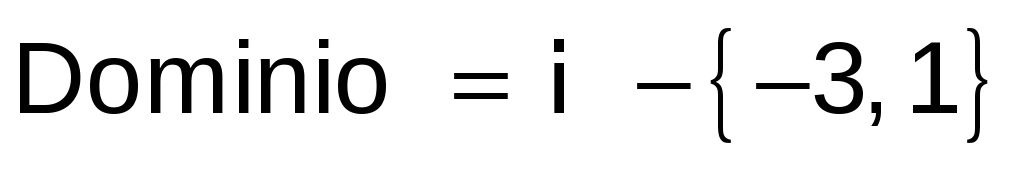 Dominio = i −{−3,1}